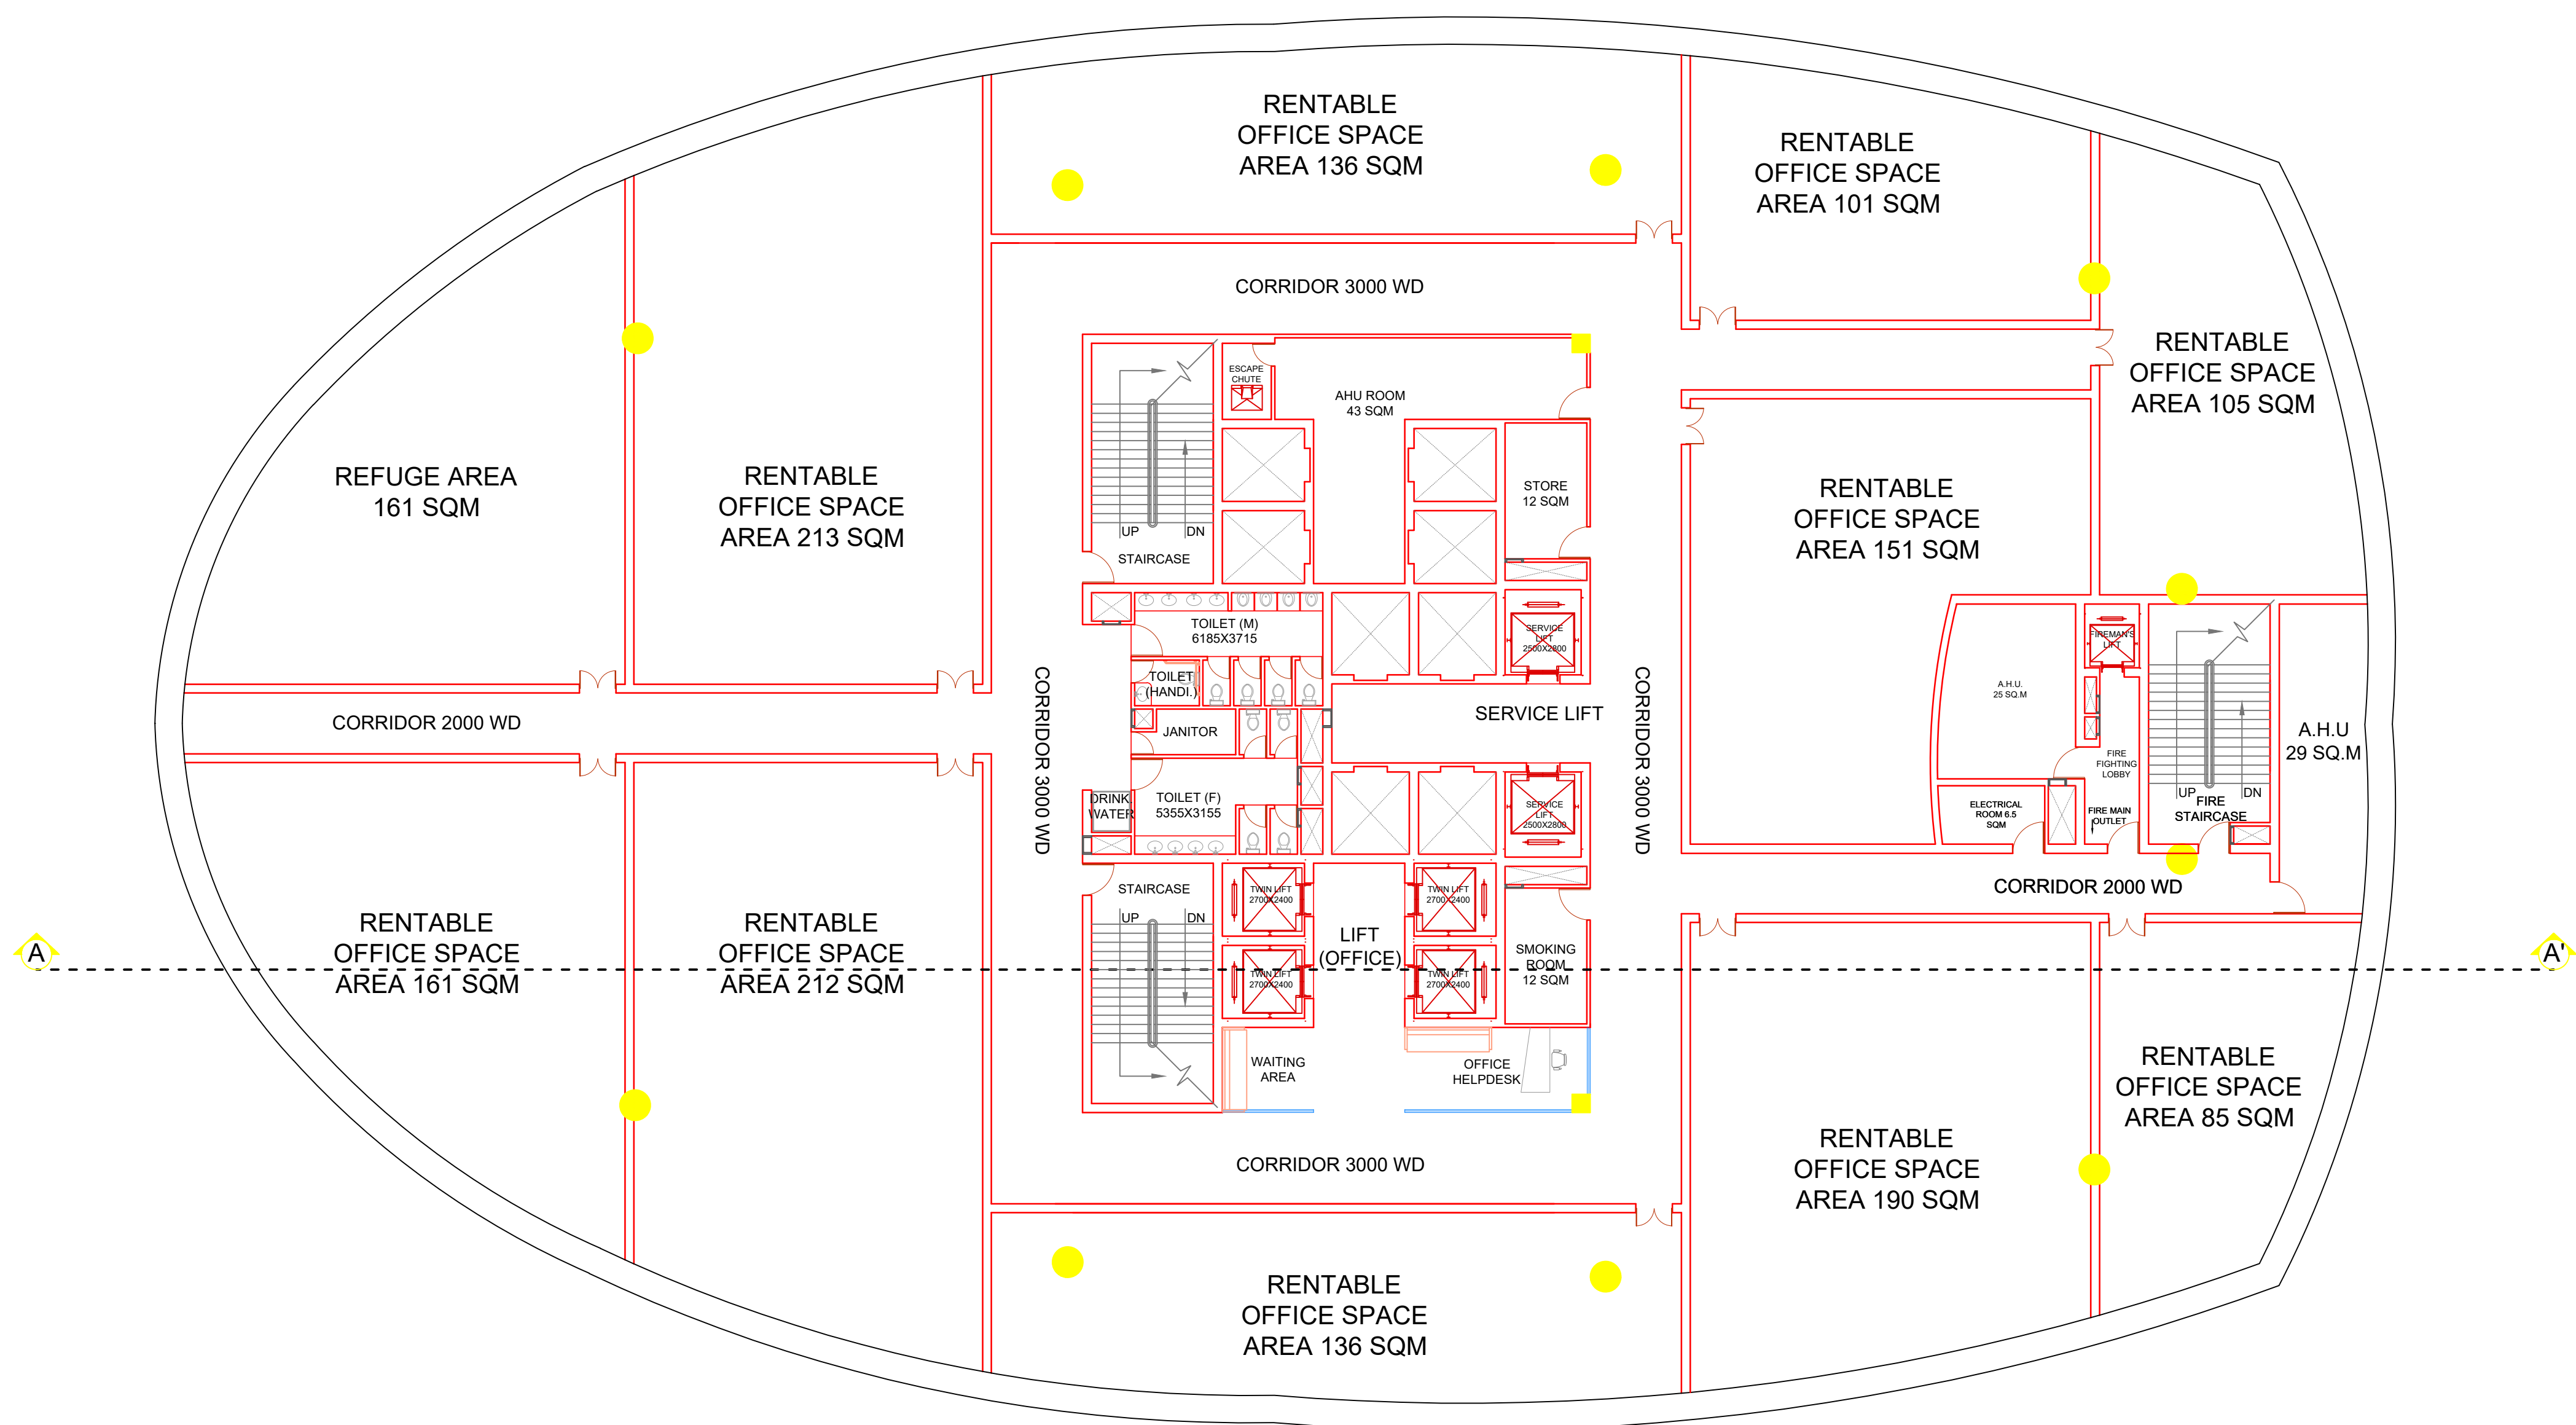 RENTABLE
OFFICE SPACE
AREA 136 SQM
RENTABLE
OFFICE SPACE
AREA 101 SQM
CORRIDOR 3000 WD
RENTABLE
OFFICE SPACE
AREA 105 SQM
ESCAPE
CHUTE
AHU ROOM
43 SQM
REFUGE AREA
161 SQM
RENTABLE
OFFICE SPACE
AREA 213 SQM
UP
DN
STAIRCASE
STORE
12 SQM
RENTABLE
OFFICE SPACE
AREA 151 SQM
TOILET (M)
6185X3715
SERVICE
LIFT
2500X2800
FIREMAN'S
LIFT
TOILET
(HANDI.)
A.H.U.
25 SQ.M
CORRIDOR 2000 WD
CORRIDOR 3000 WD
JANITOR
SERVICE LIFT
CORRIDOR 3000 WD
FIRE
FIGHTING
LOBBY
A.H.U
29 SQ.M
DRINK.
WATER
TOILET (F)
5355X3155
SERVICE
LIFT
2500X2800
ELECTRICAL
ROOM 6.5
SQM
FIRE MAIN
OUTLET
UP
DN
FIRE
STAIRCASE
STAIRCASE
UP
DN
TWIN LIFT
2700X2400
TWIN LIFT
2700X2400
CORRIDOR 2000 WD
RENTABLE
OFFICE SPACE
AREA 161 SQM
RENTABLE
OFFICE SPACE
AREA 212 SQM
LIFT
(OFFICE)
SMOKING
ROOM
12 SQM
A
A'
TWIN LIFT
2700X2400
TWIN LIFT
2700X2400
WAITING
AREA
OFFICE
HELPDESK
RENTABLE
OFFICE SPACE
AREA 85 SQM
CORRIDOR 3000 WD
RENTABLE
OFFICE SPACE
AREA 190 SQM
RENTABLE
OFFICE SPACE
AREA 136 SQM